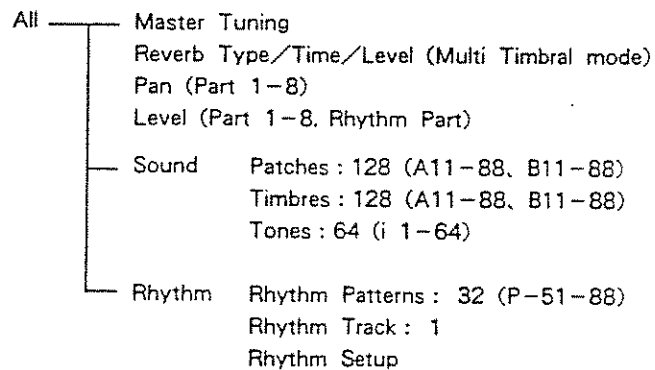 All Master Tuning
Reverb Type／Time／Level (Multi Timbral mode)
Pan (Part 1－8)
Level (Part 1－8. Rhythm Part)
Sound Patches : 128 (A11－88、B11－88)
Timbres : 128 (A11－88、B11－88)
Tones : 64 (i 1－64)
Rhythm Rhythm Patterns : 32 (P－51－88)
Rhythm Track : 1
Rhythm Setup